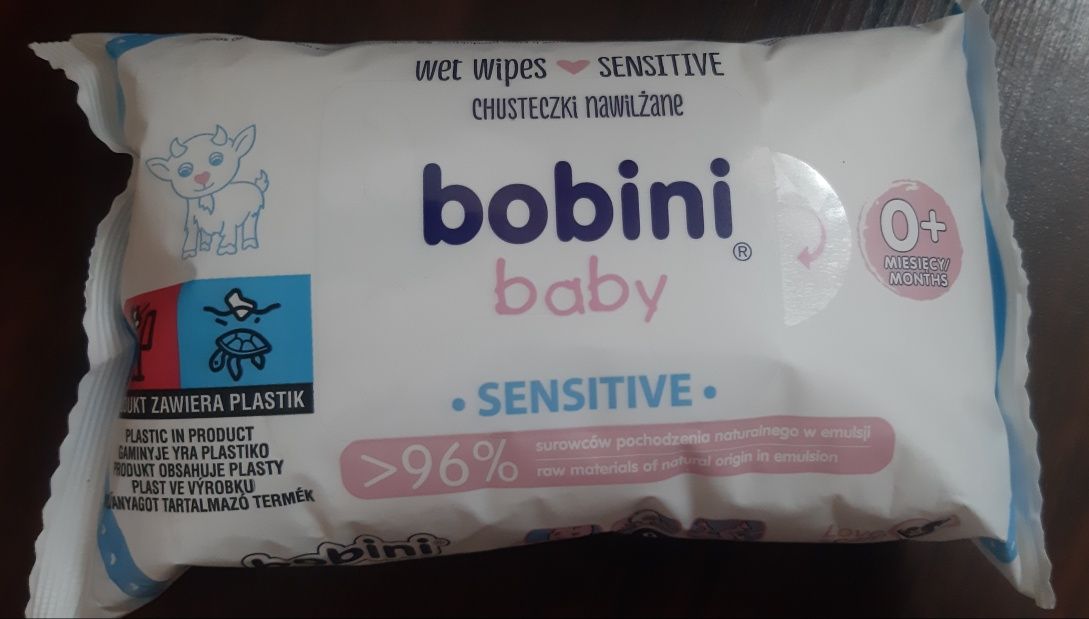 wet wipes SENSITIVE
CHUSTECZKI nawilżane
bobini
®
baby
0+
MIESIĘCY/
MONTHS
• SENSITIVE •
>96%
surowców pochodzenia naturalnego w emulsji
raw materials of natural origin in emulsion
ZAWIERA PLASTIK
PLASTIC IN PRODUCT
GAMINYJE YRA PLASTIKO
PRODUKT OBSAHUJE PLASTY
PLAST VE VÝROBKU
TARTALMAZÓ TERMÉK
bobini